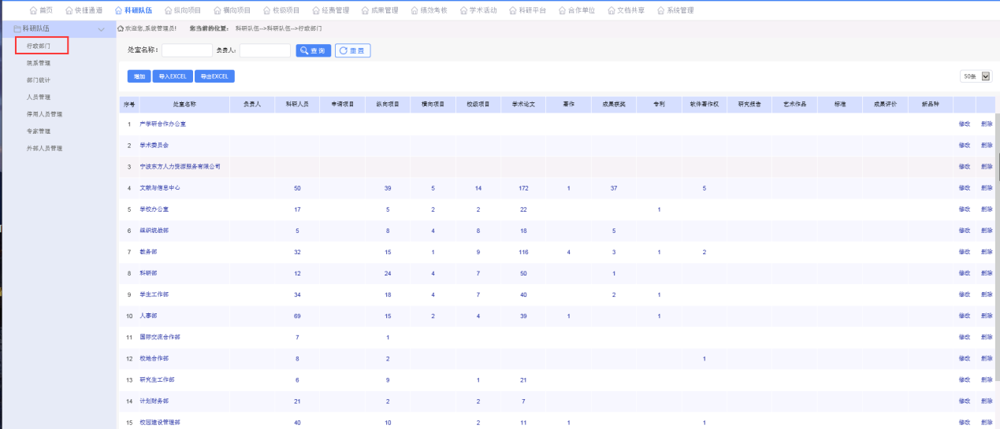 首页 快捷通道 科研队伍 纵向项目 横向项目 校级项目 经费管理 成果管理 绩效考核 学术活动 科研平台 合作单位 文档共享 系统管理
科研队伍
行政部门
院系管理
部门统计
人员管理
停用人员管理
专家管理
外部人员管理
欢迎您,系统管理员! 您当前的位置: 科研队伍-->科研队伍-->行政部门
处室名称: 负责人: 查询 重置
增加 导入EXCEL 导出EXCEL 50条
序号 处室名称 负责人 科研人员 申请项目 纵向项目 横向项目 校级项目 学术论文 著作 成果获奖 专利 软件著作权 研究报告 艺术作品 标准 成果评价 新品种
1 产学研合作办公室 修改 删除
2 学术委员会 修改 删除
3 宁波东方人力资源服务有限公司 修改 删除
4 文献与信息中心 50 39 5 14 172 1 37 5 修改 删除
5 学校办公室 17 5 2 2 22 1 修改 删除
6 组织统战部 5 8 4 8 18 5 修改 删除
7 教务部 32 15 1 9 116 4 3 1 2 修改 删除
8 科研部 12 24 4 7 50 1 修改 删除
9 学生工作部 34 18 4 7 40 2 1 修改 删除
10 人事部 69 15 2 4 39 1 1 修改 删除
11 国际交流合作部 7 1 修改 删除
12 校地合作部 8 2 1 修改 删除
13 研究生工作部 6 9 1 21 修改 删除
14 计划财务部 21 2 2 7 修改 删除
15 校园建设管理部 40 10 2 11 1 1 修改 删除